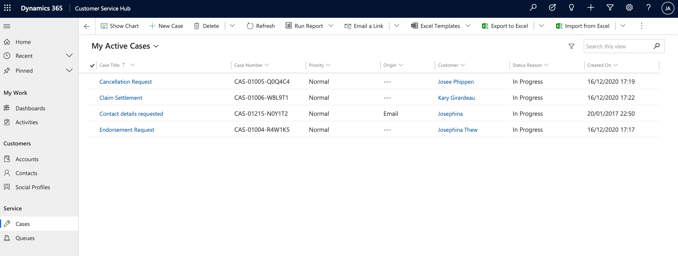 Dynamics 365 Customer Service Hub JA
Show Chart New Case Delete Refresh Run Report Email a Link Excel Templates Export to Excel Import from Excel
Home
Recent
Pinned
My Work
Dashboards
Activities
Customers
Accounts
Contacts
Social Profiles
Service
Cases
Queues
My Active Cases Search this view
Case Title ↑ Case Number Priority Origin Customer Status Reason Created On
Cancellation Request CAS-01005-Q0Q4C4 Normal --- Josee Phippen In Progress 16/12/2020 17:19
Claim Settlement CAS-01006-W8L9T1 Normal --- Kary Girardeau In Progress 16/12/2020 17:22
Contact details requested CAS-01215-N0Y1T2 Normal Email Josephina In Progress 20/01/2017 22:50
Endorsement Request CAS-01004-R4W1K5 Normal --- Josephina Thew In Progress 16/12/2020 17:17